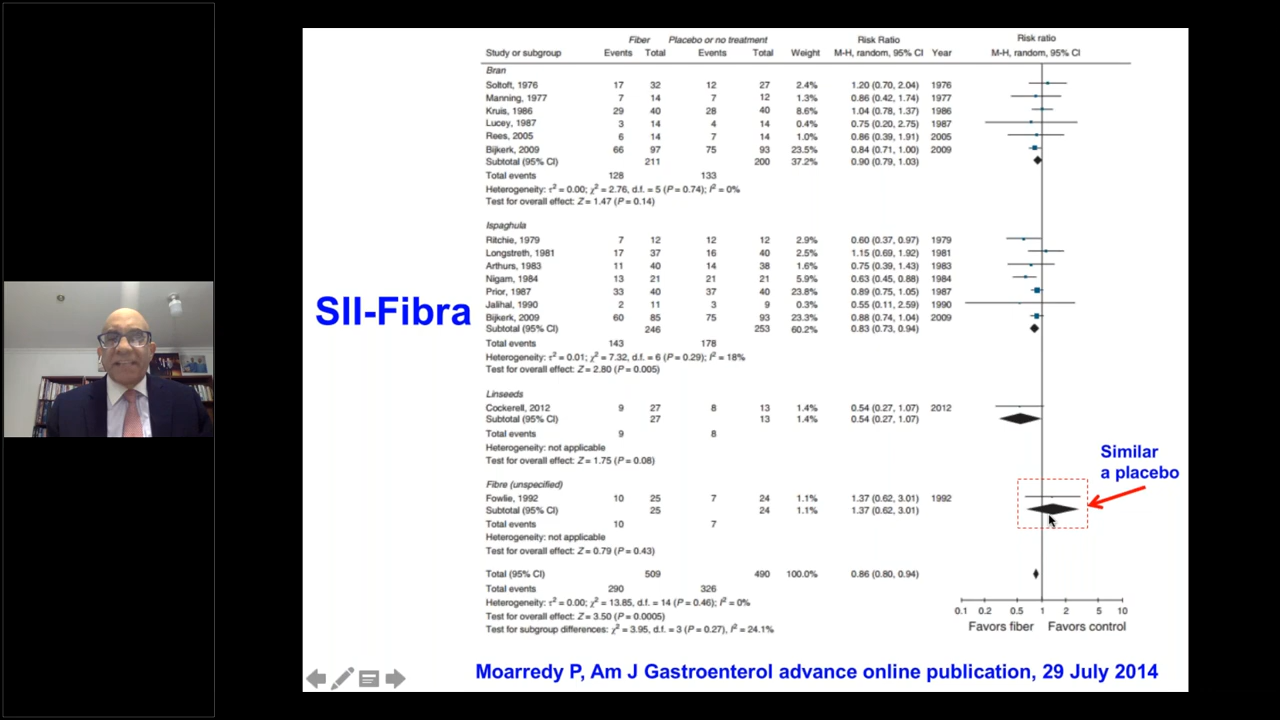 Fiber Placebo or no treatment Risk Ratio Risk ratio
Study or subgroup Events Total Events Total Weight M-H, random, 95% CI Year M-H, random, 95% CI
Bran
Soltoft, 1976 17 32 12 27 2.4% 1.20 (0.70, 2.04) 1976
Manning, 1977 7 14 7 12 1.3% 0.86 (0.42, 1.74) 1977
Kruis, 1986 29 40 28 40 8.6% 1.04 (0.78, 1.37) 1986
Lucey, 1987 3 14 4 14 0.4% 0.75 (0.20, 2.75) 1987
Rees, 2005 6 14 7 14 1.0% 0.86 (0.39, 1.91) 2005
Bijkerk, 2009 66 97 75 93 23.5% 0.84 (0.71, 1.00) 2009
Subtotal (95% CI) 211 200 37.2% 0.90 (0.79, 1.03)
Total events 128 133
Heterogeneity: τ² = 0.00; χ² = 2.76, d.f. = 5 (P = 0.74); I² = 0%
Test for overall effect: Z = 1.47 (P = 0.14)
Ispaghula
Ritchie, 1979 7 12 12 12 2.9% 0.60 (0.37, 0.97) 1979
Longstreth, 1981 17 37 16 40 2.5% 1.15 (0.69, 1.92) 1981
Arthurs, 1983 11 40 14 38 1.6% 0.75 (0.39, 1.43) 1983
Nigam, 1984 13 21 21 21 5.9% 0.63 (0.45, 0.88) 1984
Prior, 1987 33 40 37 40 23.8% 0.89 (0.75, 1.05) 1987
Jalihal, 1990 2 11 3 9 0.3% 0.55 (0.11, 2.59) 1990
Bijkerk, 2009 60 85 75 93 23.3% 0.88 (0.74, 1.04) 2009
Subtotal (95% CI) 246 253 60.2% 0.83 (0.73, 0.94)
Total events 143 178
Heterogeneity: τ² = 0.01; χ² = 7.32, d.f. = 6 (P = 0.29); I² = 18%
Test for overall effect: Z = 2.80 (P = 0.005)
SII-Fibra
Linseeds
Cockerell, 2012 9 27 8 13 1.4% 0.54 (0.27, 1.07) 2012
Subtotal (95% CI) 27 13 1.4% 0.54 (0.27, 1.07)
Total events 9 8
Heterogeneity: not applicable
Test for overall effect: Z = 1.75 (P = 0.08)
Similar
a placebo
Fibre (unspecified)
Fowlie, 1992 10 25 7 24 1.1% 1.37 (0.62, 3.01) 1992
Subtotal (95% CI) 25 24 1.1% 1.37 (0.62, 3.01)
Total events 10 7
Heterogeneity: not applicable
Test for overall effect: Z = 0.79 (P = 0.43)
Total (95% CI) 509 490 100.0% 0.86 (0.80, 0.94)
Total events 290 326
Heterogeneity: τ² = 0.00; χ² = 13.85, d.f. = 14 (P = 0.46); I² = 0%
Test for overall effect: Z = 3.50 (P = 0.0005)
Test for subgroup differences: χ² = 3.95, d.f. = 3 (P = 0.27), I² = 24.1%
0.1 0.2 0.5 1 2 5 10
Favors fiber Favors control
Moarredy P, Am J Gastroenterol advance online publication, 29 July 2014